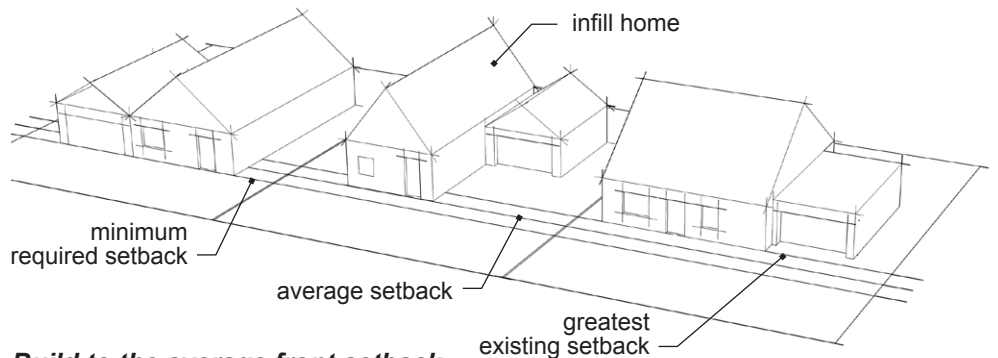 infill home
minimum
required setback
average setback
greatest
existing setback
Build to the average front setback